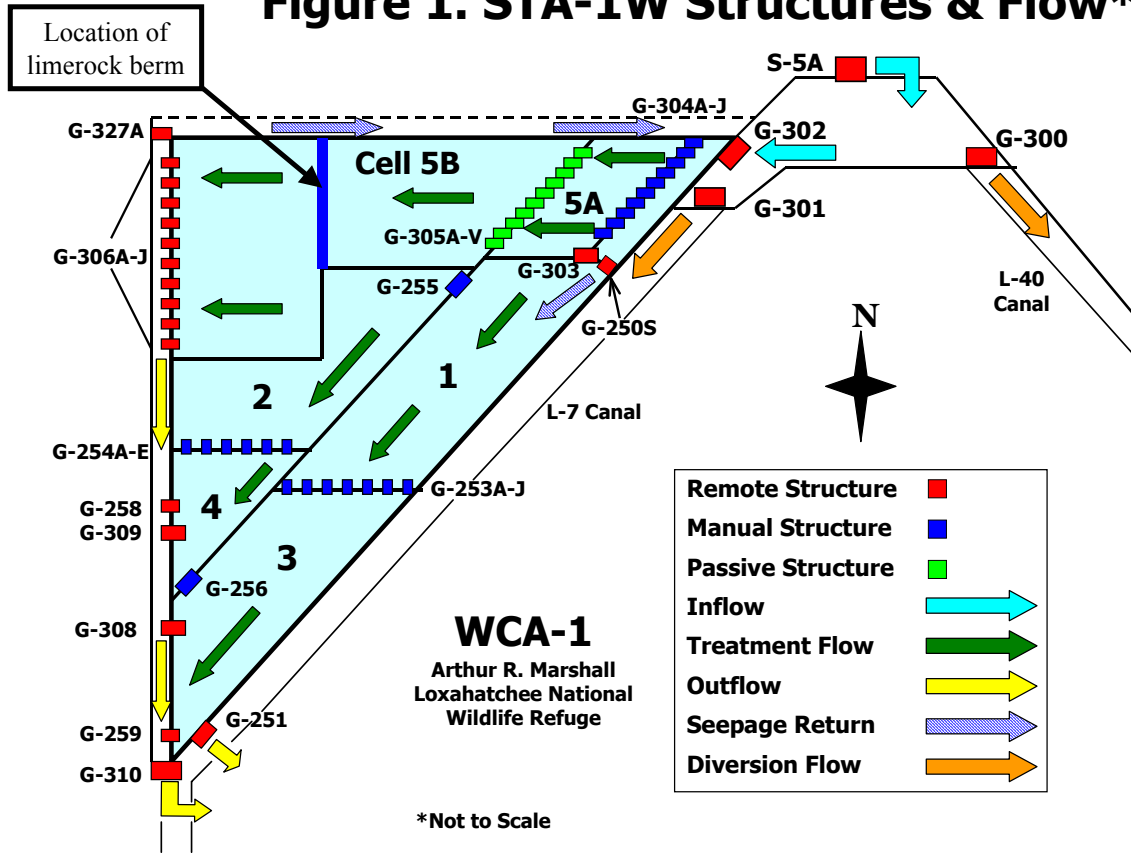 Figure 1. STA-1W Structures & Flow*
Location of
limerock berm
S-5A
G-304A-J
G-327A
G-302
G-300
Cell 5B
5A
G-301
G-305A-V
G-306A-J
G-303
G-255
L-40
Canal
G-250S
N
1
2
L-7 Canal
G-254A-E
G-253A-J
G-258
4
G-309
3
G-256
G-308
WCA-1
Arthur R. Marshall
Loxahatchee National
Wildlife Refuge
G-251
G-259
G-310
*Not to Scale
Remote Structure
Manual Structure
Passive Structure
Inflow
Treatment Flow
Outflow
Seepage Return
Diversion Flow